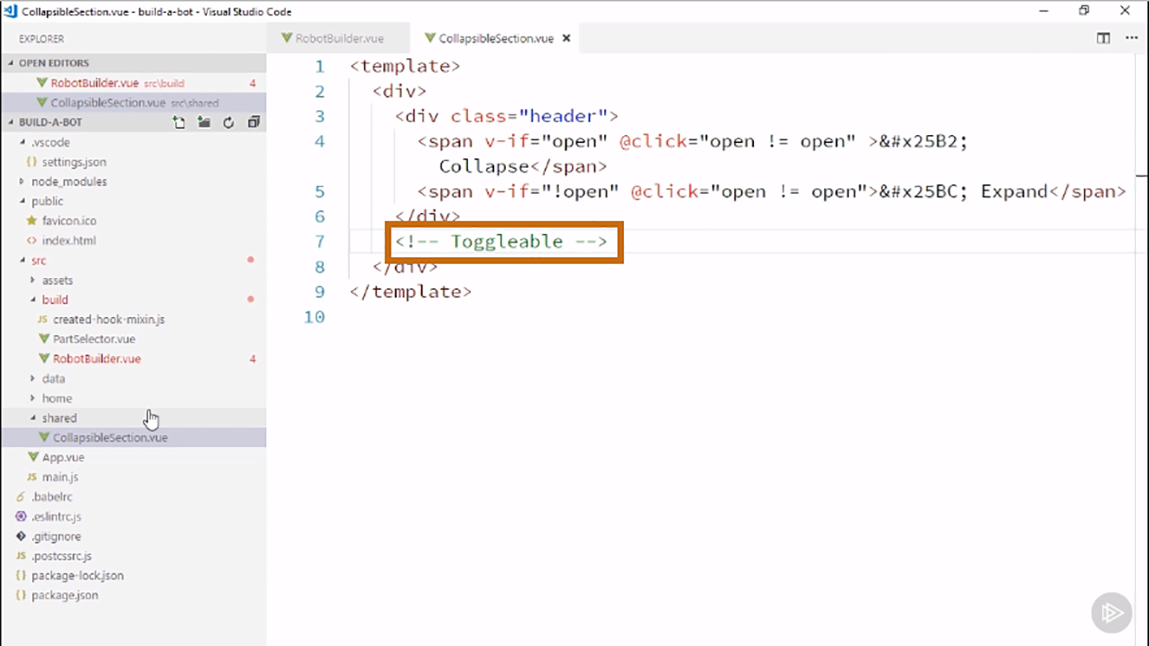 CollapsibleSection.vue - build-a-bot - Visual Studio Code
EXPLORER
OPEN EDITORS
RobotBuilder.vue src\build 4
CollapsibleSection.vue src\shared
BUILD-A-BOT
.vscode
{} settings.json
node_modules
public
favicon.ico
<> index.html
src
assets
build
JS created-hook-mixin.js
PartSelector.vue
RobotBuilder.vue 4
data
home
shared
CollapsibleSection.vue
App.vue
JS main.js
.babelrc
.eslintrc.js
.gitignore
JS .postcssrc.js
{} package-lock.json
{} package.json
RobotBuilder.vue CollapsibleSection.vue
1 <template>
2 <div>
3 <div class="header">
4 <span v-if="open" @click="open != open" >&#x25B2;
Collapse</span>
5 <span v-if="!open" @click="open != open">&#x25BC; Expand</span>
6 </div>
7 <!-- Toggleable -->
8 </div>
9 </template>
10